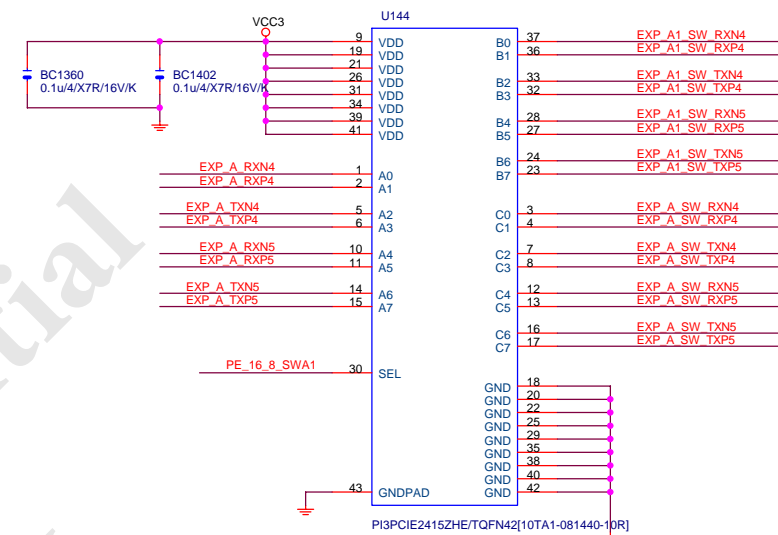 U144
VCC3
BC1360
0.1u/4/X7R/16V/K
BC1402
0.1u/4/X7R/16V/K
9 VDD
19 VDD
21 VDD
26 VDD
31 VDD
34 VDD
39 VDD
41 VDD
EXP_A_RXN4 1 A0
EXP_A_RXP4 2 A1
EXP_A_TXN4 5 A2
EXP_A_TXP4 6 A3
EXP_A_RXN5 10 A4
EXP_A_RXP5 11 A5
EXP_A_TXN5 14 A6
EXP_A_TXP5 15 A7
PE_16_8_SWA1 30 SEL
43 GNDPAD
B0 37 EXP_A1_SW_RXN4
B1 36 EXP_A1_SW_RXP4
B2 33 EXP_A1_SW_TXN4
B3 32 EXP_A1_SW_TXP4
B4 28 EXP_A1_SW_RXN5
B5 27 EXP_A1_SW_RXP5
B6 24 EXP_A1_SW_TXN5
B7 23 EXP_A1_SW_TXP5
C0 3 EXP_A_SW_RXN4
C1 4 EXP_A_SW_RXP4
C2 7 EXP_A_SW_TXN4
C3 8 EXP_A_SW_TXP4
C4 12 EXP_A_SW_RXN5
C5 13 EXP_A_SW_RXP5
C6 16 EXP_A_SW_TXN5
C7 17 EXP_A_SW_TXP5
GND 18
GND 20
GND 22
GND 25
GND 29
GND 35
GND 38
GND 40
GND 42
PI3PCIE2415ZHE/TQFN42[10TA1-081440-10R]
tial